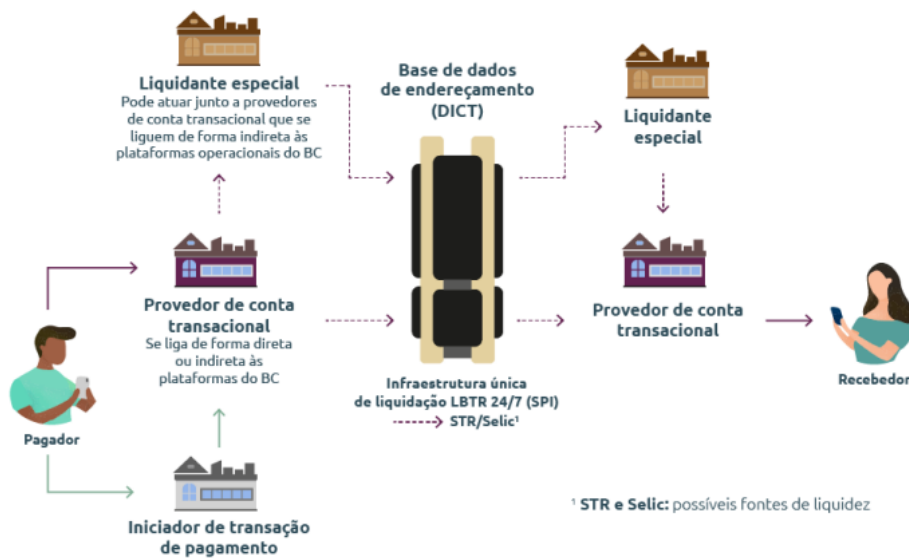 Liquidante especial
Pode atuar junto a provedores
de conta transacional que se
liguem de forma indireta às
plataformas operacionais do BC
Base de dados
de endereçamento
(DICT)
Liquidante
especial
Provedor de conta
transacional
Se liga de forma direta
ou indireta às
plataformas do BC
Provedor de conta
transacional
Pagador
Recebedor
Infraestrutura única
de liquidação LBTR 24/7 (SPI)
STR/Selic¹
Iniciador de transação
de pagamento
¹ STR e Selic: possíveis fontes de liquidez